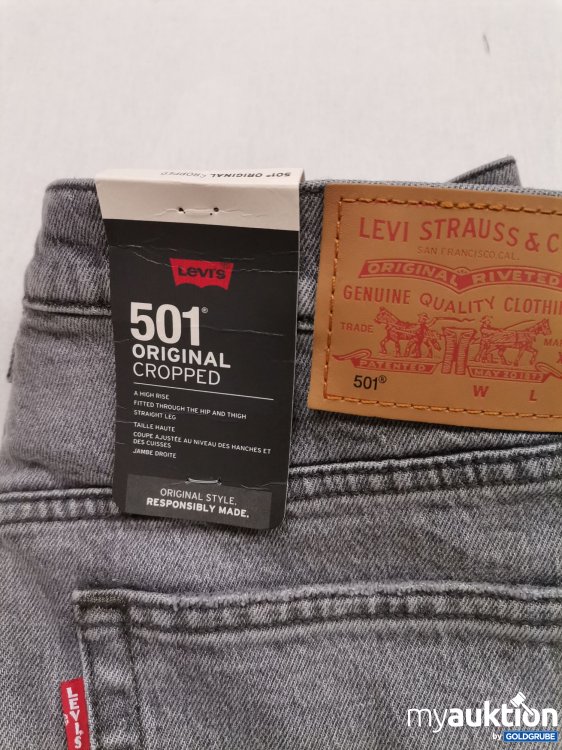 501® ORIGINAL
CROPPED
LEVI'S
501®
ORIGINAL
CROPPED
A HIGH RISE
FITTED THROUGH THE HIP AND THIGH
STRAIGHT LEG
TAILLE HAUTE
COUPE AJUSTÉE AU NIVEAU DES HANCHES ET
DES CUISSES
JAMBE DROITE
ORIGINAL STYLE.
RESPONSIBLY MADE.
LEVI STRAUSS & C
SAN FRANCISCO, CAL.
ORIGINAL RIVETED
GENUINE QUALITY CLOTHIN
TRADE MA
PATENTED MAY 20 187
501® W L
LEVI'S
myauktion
by GOLDGRUBE